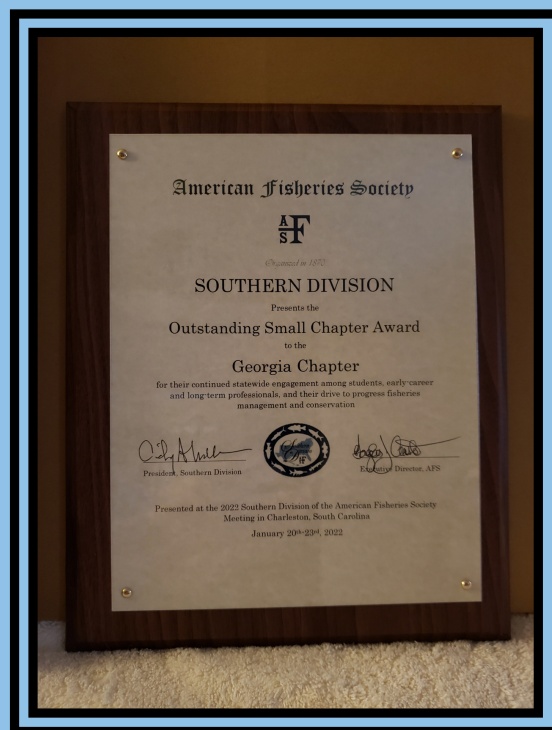 American Fisheries Society
AFS
Organized in 1872
SOUTHERN DIVISION
Presents the
Outstanding Small Chapter Award
to the
Georgia Chapter
for their continued statewide engagement among students, early-career
and long-term professionals, and their drive to progress fisheries
management and conservation
President, Southern Division
Executive Director, AFS
Presented at the 2022 Southern Division of the American Fisheries Society
Meeting in Charleston, South Carolina
January 20th-23rd, 2022